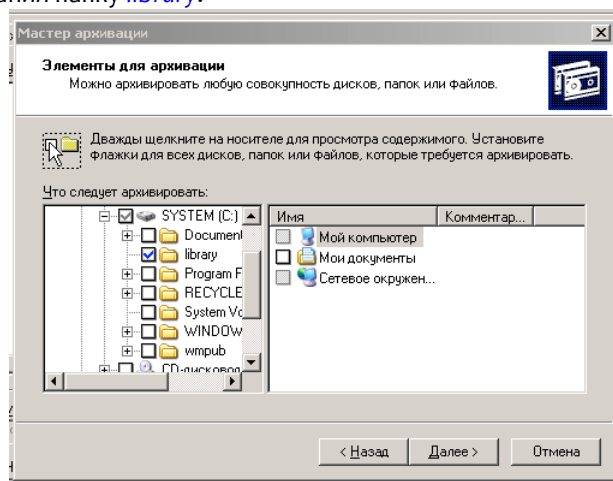 папку library.
Мастер архивации
Элементы для архивации
Можно архивировать любую совокупность дисков, папок или файлов.
Дважды щелкните на носителе для просмотра содержимого. Установите
флажки для всех дисков, папок или файлов, которые требуется архивировать.
Что следует архивировать:
SYSTEM (C:)
Document
library
Program F
RECYCLE
System Vo
WINDOW
wmpub
CD-дисковод
Имя
Комментар...
Мой компьютер
Мои документы
Сетевое окружен...
< Назад
Далее >
Отмена